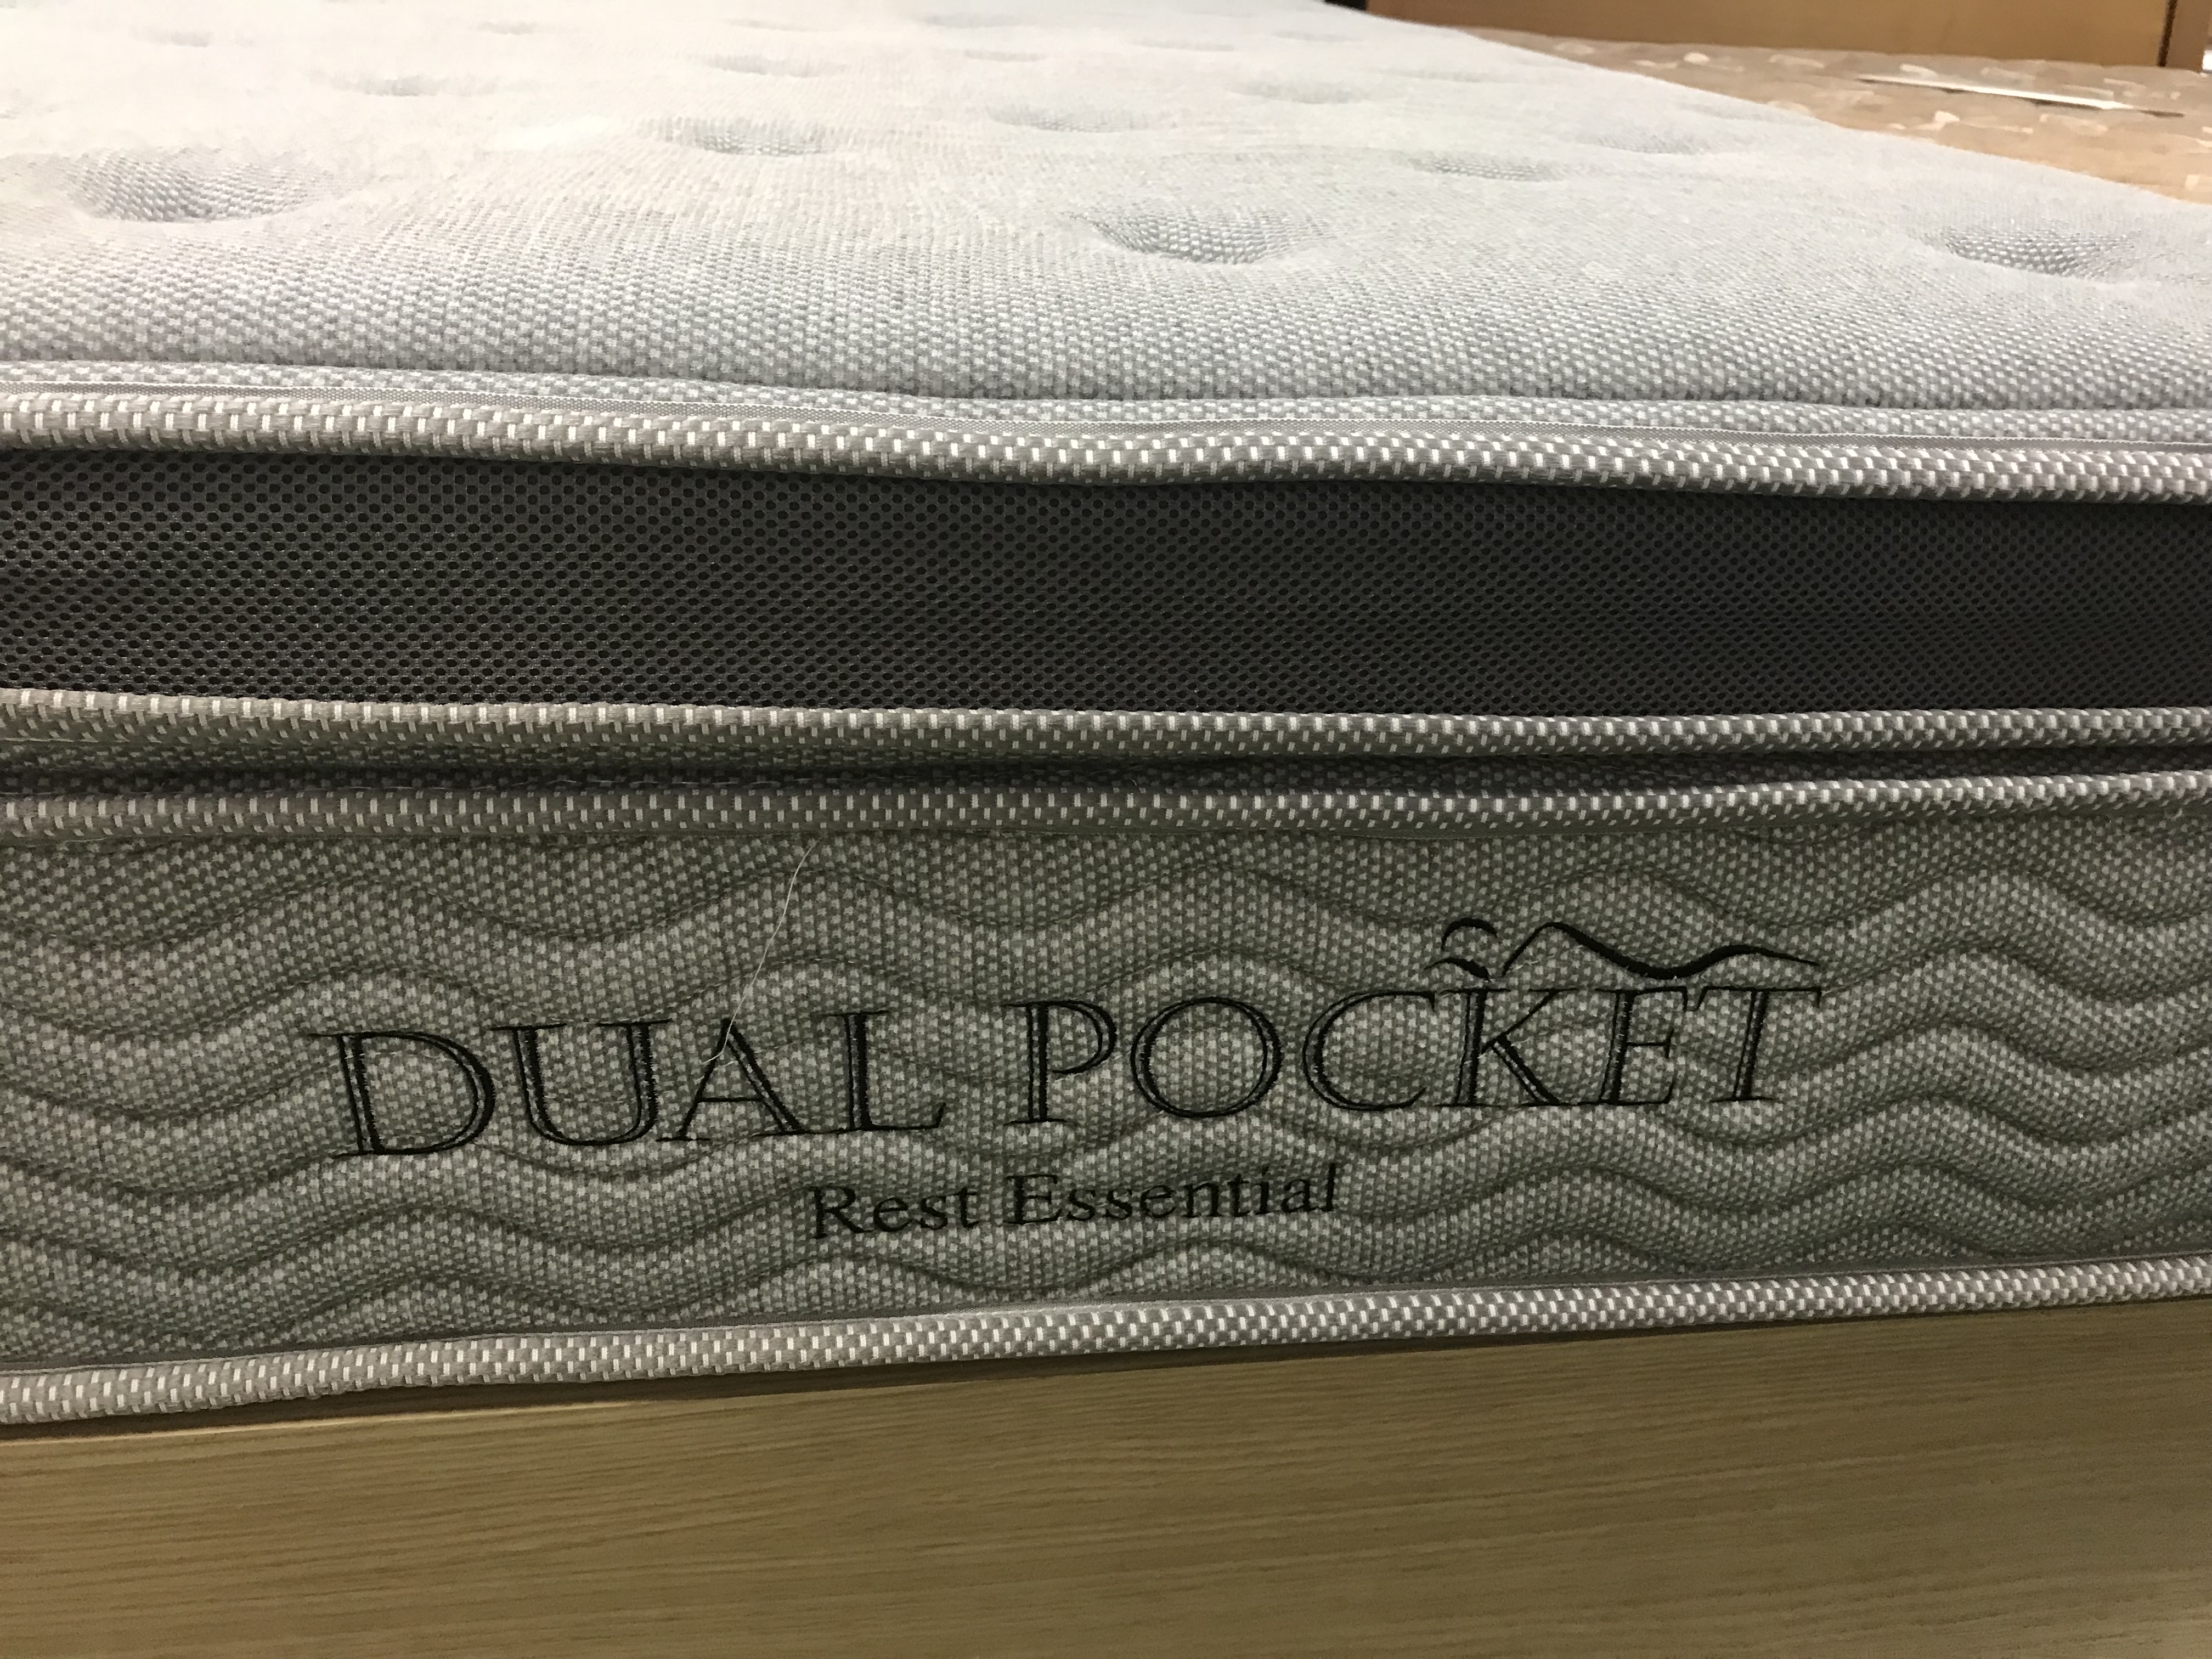 DUAL POCKET
Rest Essential